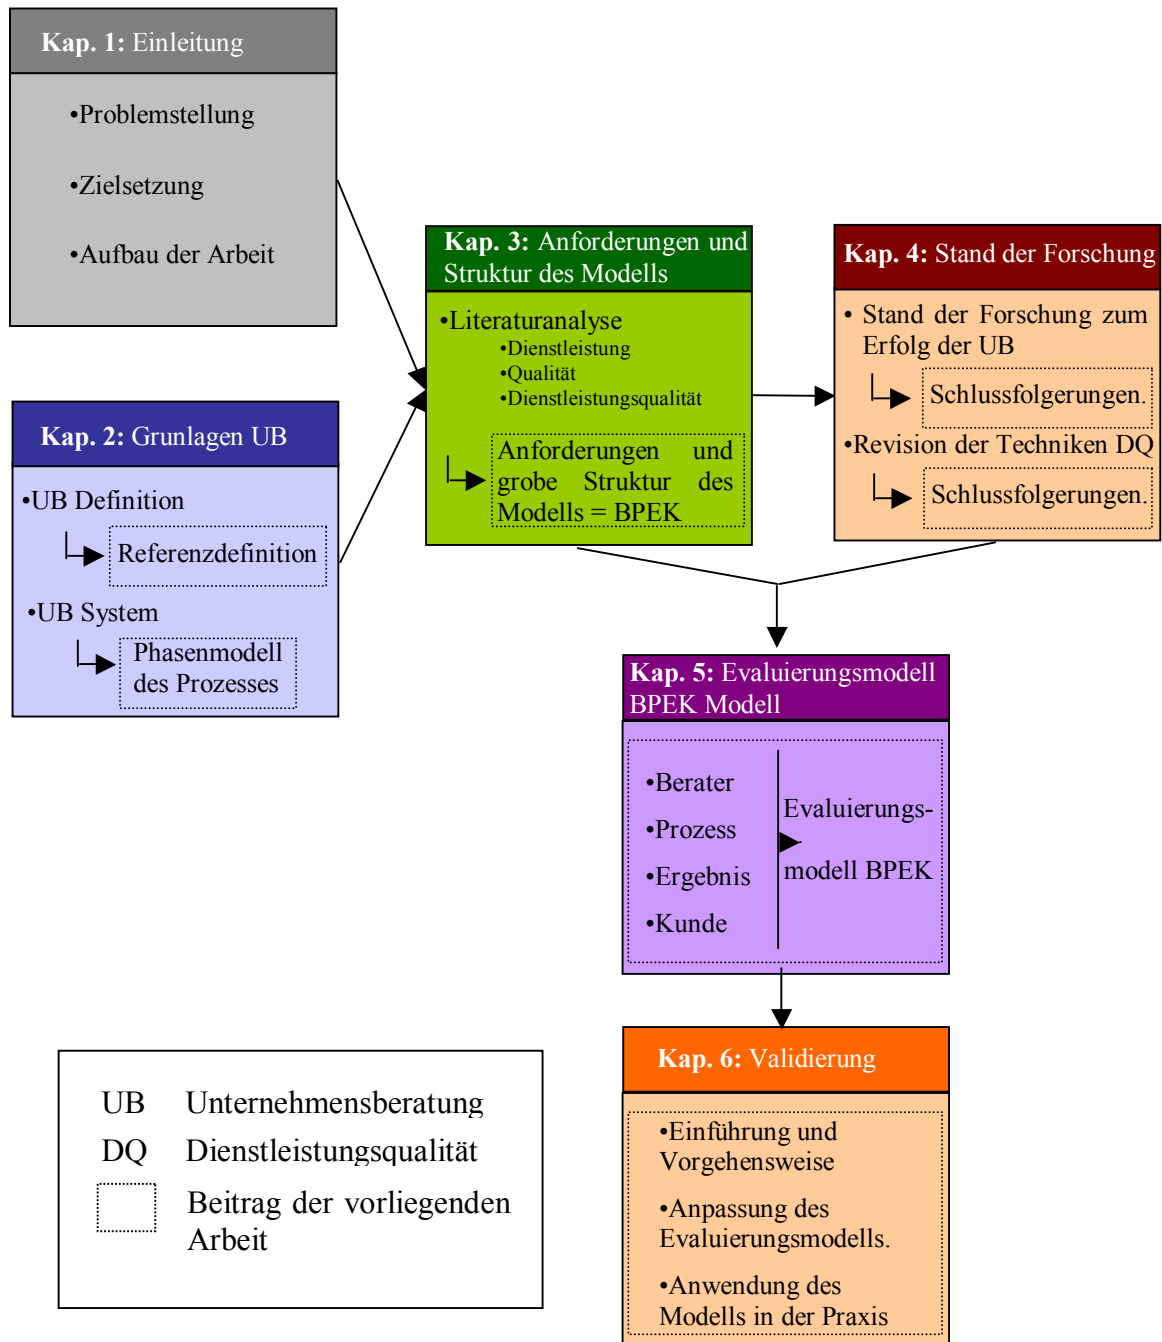 Kap. 1: Einleitung
•Problemstellung
•Zielsetzung
•Aufbau der Arbeit
Kap. 2: Grunlagen UB
•UB Definition
Referenzdefinition
•UB System
Phasenmodell
des Prozesses
Kap. 3: Anforderungen und
Struktur des Modells
•Literaturanalyse
•Dienstleistung
•Qualität
•Dienstleistungsqualität
Anforderungen und
grobe Struktur des
Modells = BPEK
Kap. 4: Stand der Forschung
• Stand der Forschung zum
Erfolg der UB
Schlussfolgerungen.
•Revision der Techniken DQ
Schlussfolgerungen.
Kap. 5: Evaluierungsmodell
BPEK Modell
•Berater
•Prozess
•Ergebnis
•Kunde
Evaluierungs-
modell BPEK
Kap. 6: Validierung
•Einführung und
Vorgehensweise
•Anpassung des
Evaluierungsmodells.
•Anwendung des
Modells in der Praxis
UB Unternehmensberatung
DQ Dienstleistungsqualität
Beitrag der vorliegenden
Arbeit